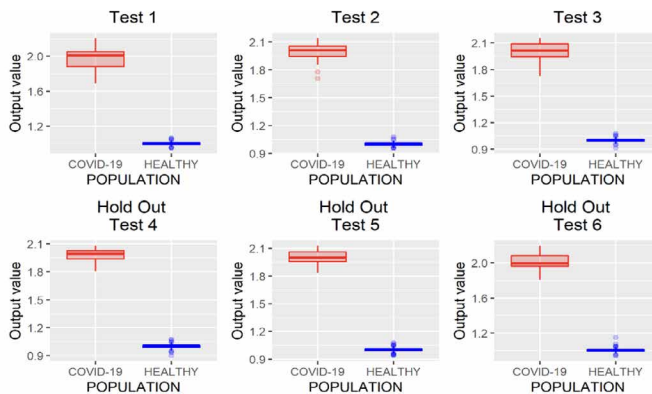 Test 1
Output value
2.0
1.6
1.2
COVID-19 HEALTHY
POPULATION
Test 2
Output value
2.1
1.8
1.5
1.2
0.9
COVID-19 HEALTHY
POPULATION
Test 3
Output value
2.1
1.8
1.5
1.2
0.9
COVID-19 HEALTHY
POPULATION
Hold Out
Test 4
Output value
2.1
1.8
1.5
1.2
0.9
COVID-19 HEALTHY
POPULATION
Hold Out
Test 5
Output value
2.1
1.8
1.5
1.2
0.9
COVID-19 HEALTHY
POPULATION
Hold Out
Test 6
Output value
2.0
1.6
1.2
COVID-19 HEALTHY
POPULATION